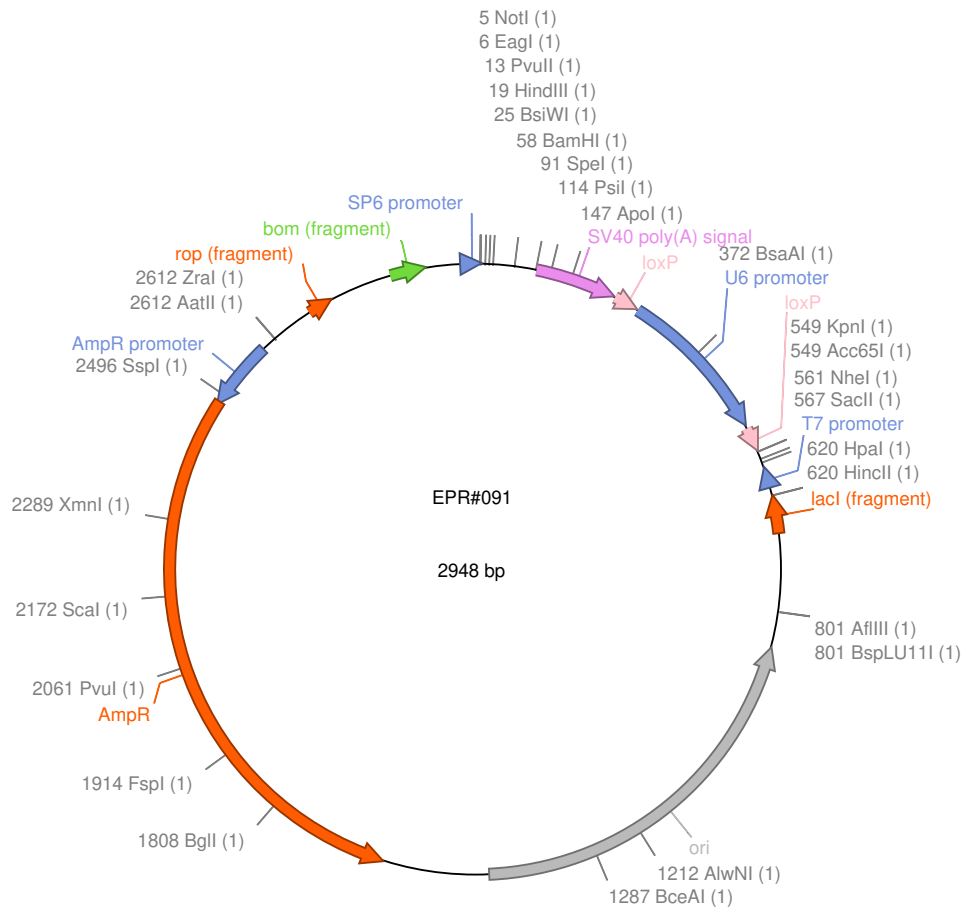 5 NotI (1)
6 EagI (1)
13 PvuII (1)
19 HindIII (1)
25 BsiWI (1)
58 BamHI (1)
91 SpeI (1)
114 PsiI (1)
147 ApoI (1)
SP6 promoter
bom (fragment)
SV40 poly(A) signal
rop (fragment)
loxP
372 BsaAI (1)
2612 ZraI (1)
U6 promoter
2612 AatII (1)
loxP
549 KpnI (1)
AmpR promoter
549 Acc65I (1)
2496 SspI (1)
561 NheI (1)
567 SacII (1)
T7 promoter
620 HpaI (1)
620 HincII (1)
EPR#091
lacI (fragment)
2289 XmnI (1)
2948 bp
2172 ScaI (1)
801 AflIII (1)
801 BspLU11I (1)
2061 PvuI (1)
AmpR
1914 FspI (1)
1808 BglI (1)
ori
1212 AlwNI (1)
1287 BceAI (1)